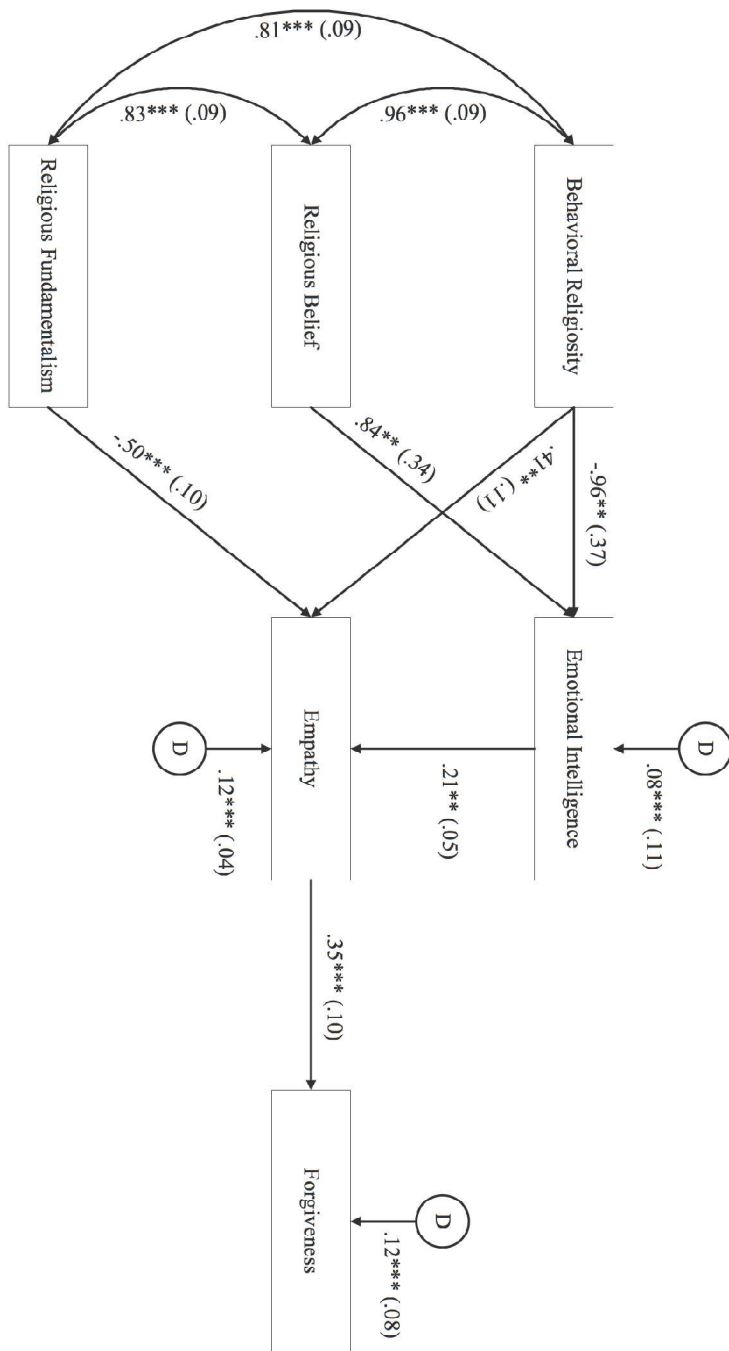 .81*** (.09)
.83*** (.09)
.96*** (.09)
Behavioral Religiosity
Religious Belief
Religious Fundamentalism
-.96** (.37)
.41** (.11)
.84** (.34)
-.50*** (.10)
D
.08*** (.11)
Emotional Intelligence
.21** (.05)
Empathy
D
.12*** (.04)
.35*** (.10)
D
.12*** (.08)
Forgiveness